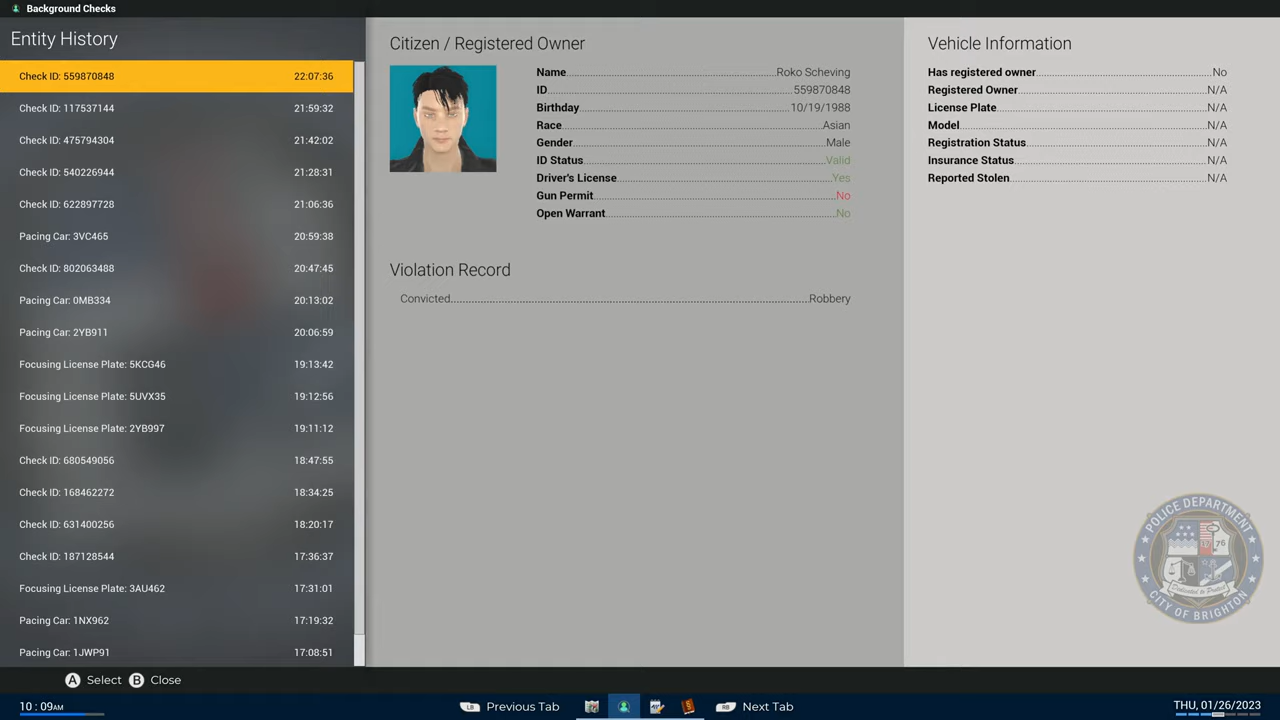 Background Checks
Entity History
Check ID: 559870848 22:07:36
Check ID: 117537144 21:59:32
Check ID: 475794304 21:42:02
Check ID: 540226944 21:28:31
Check ID: 622897728 21:06:36
Pacing Car: 3VC465 20:59:38
Check ID: 802063488 20:47:45
Pacing Car: 0MB334 20:13:02
Pacing Car: 2YB911 20:06:59
Focusing License Plate: 5KCG46 19:13:42
Focusing License Plate: 5UVX35 19:12:56
Focusing License Plate: 2YB997 19:11:12
Check ID: 680549056 18:47:55
Check ID: 168462272 18:34:25
Check ID: 631400256 18:20:17
Check ID: 187128544 17:36:37
Focusing License Plate: 3AU462 17:31:01
Pacing Car: 1NX962 17:19:32
Pacing Car: 1JWP91 17:08:51
Citizen / Registered Owner
Name Roko Scheving
ID 559870848
Birthday 10/19/1988
Race Asian
Gender Male
ID Status Valid
Driver's License Yes
Gun Permit No
Open Warrant No
Violation Record
Convicted Robbery
Vehicle Information
Has registered owner No
Registered Owner N/A
License Plate N/A
Model N/A
Registration Status N/A
Insurance Status N/A
Reported Stolen N/A
POLICE DEPARTMENT
1776
Dedicated to Protect
CITY OF BRIGHTON
A Select B Close
10 : 09AM
LB Previous Tab
RB Next Tab
THU, 01/26/2023